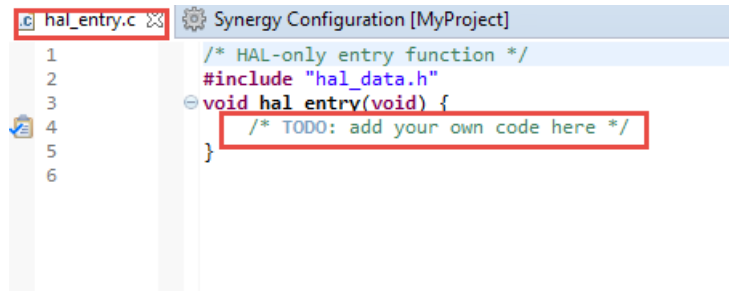 hal_entry.c Synergy Configuration [MyProject]
1 /* HAL-only entry function */
2 #include "hal_data.h"
3 void hal_entry(void) {
4 /* TODO: add your own code here */
5 }
6